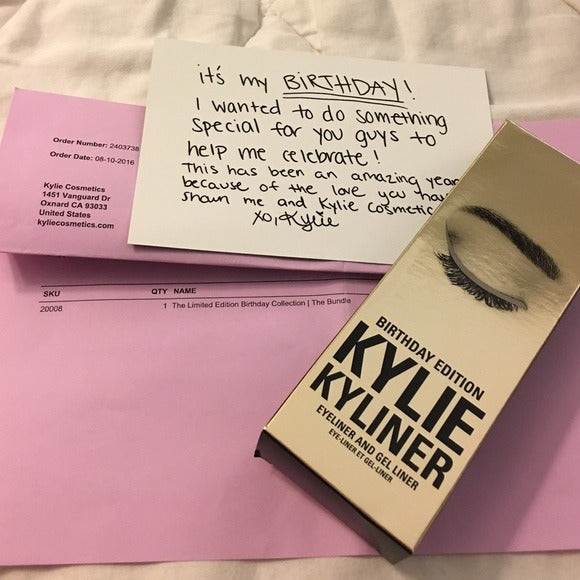 it's my BIRTHDAY!
I wanted to do something
special for you guys to
help me celebrate!
This has been an amazing year
because of the love you
shown me and Kylie
xo, Kylie
Order Number: 2403738
Order Date: 08-10-2016
Kylie Cosmetics
1451 Vanguard Dr
Oxnard CA 93033
United States
kyliecosmetics.com
SKU QTY NAME
20008 1 The Limited Edition Birthday Collection | The Bundle
BIRTHDAY EDITION
KYLIE
KYLINER
EYELINER AND GEL LINER
EYE-LINER ET GEL-LINER